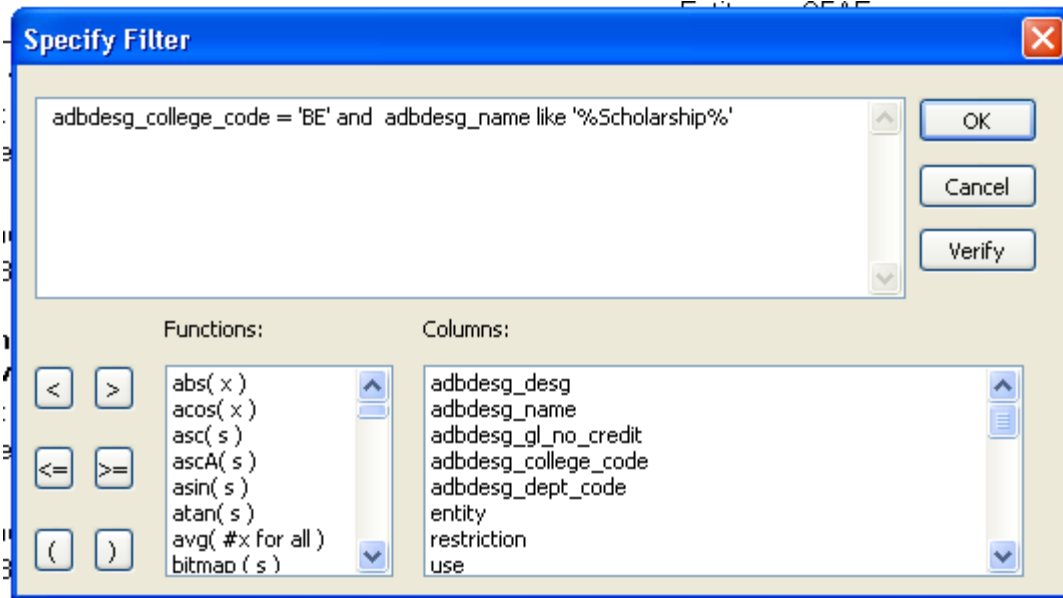 Specify Filter
adbdesg_college_code = 'BE' and  adbdesg_name like '%Scholarship%'
OK
Cancel
Verify
Functions:
Columns:
<
>
<=
>=
(
)
abs( x )
acos( x )
asc( s )
ascA( s )
asin( s )
atan( s )
avg( #x for all )
bitmap ( s )
adbdesg_desg
adbdesg_name
adbdesg_gl_no_credit
adbdesg_college_code
adbdesg_dept_code
entity
restriction
use